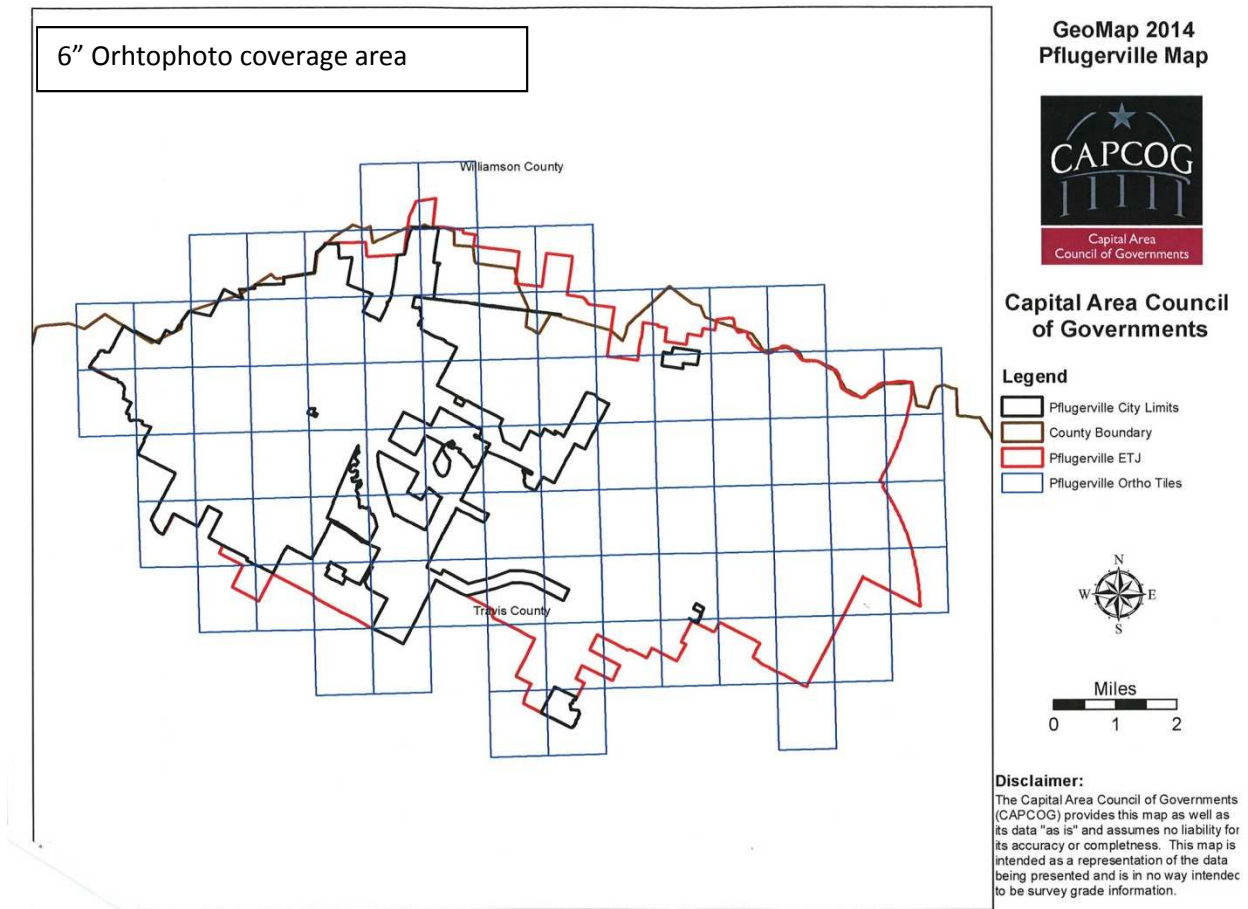 6” Orhtophoto coverage area
Williamson County
Travis County
GeoMap 2014
Pflugerville Map
CAPCOG
Capital Area
Council of Governments
Capital Area Council
of Governments
Legend
Pflugerville City Limits
County Boundary
Pflugerville ETJ
Pflugerville Ortho Tiles
N
W E
S
Miles
0 1 2
Disclaimer:
The Capital Area Council of Governments
(CAPCOG) provides this map as well as
its data "as is" and assumes no liability for
its accuracy or completness. This map is
intended as a representation of the data
being presented and is in no way intended
to be survey grade information.